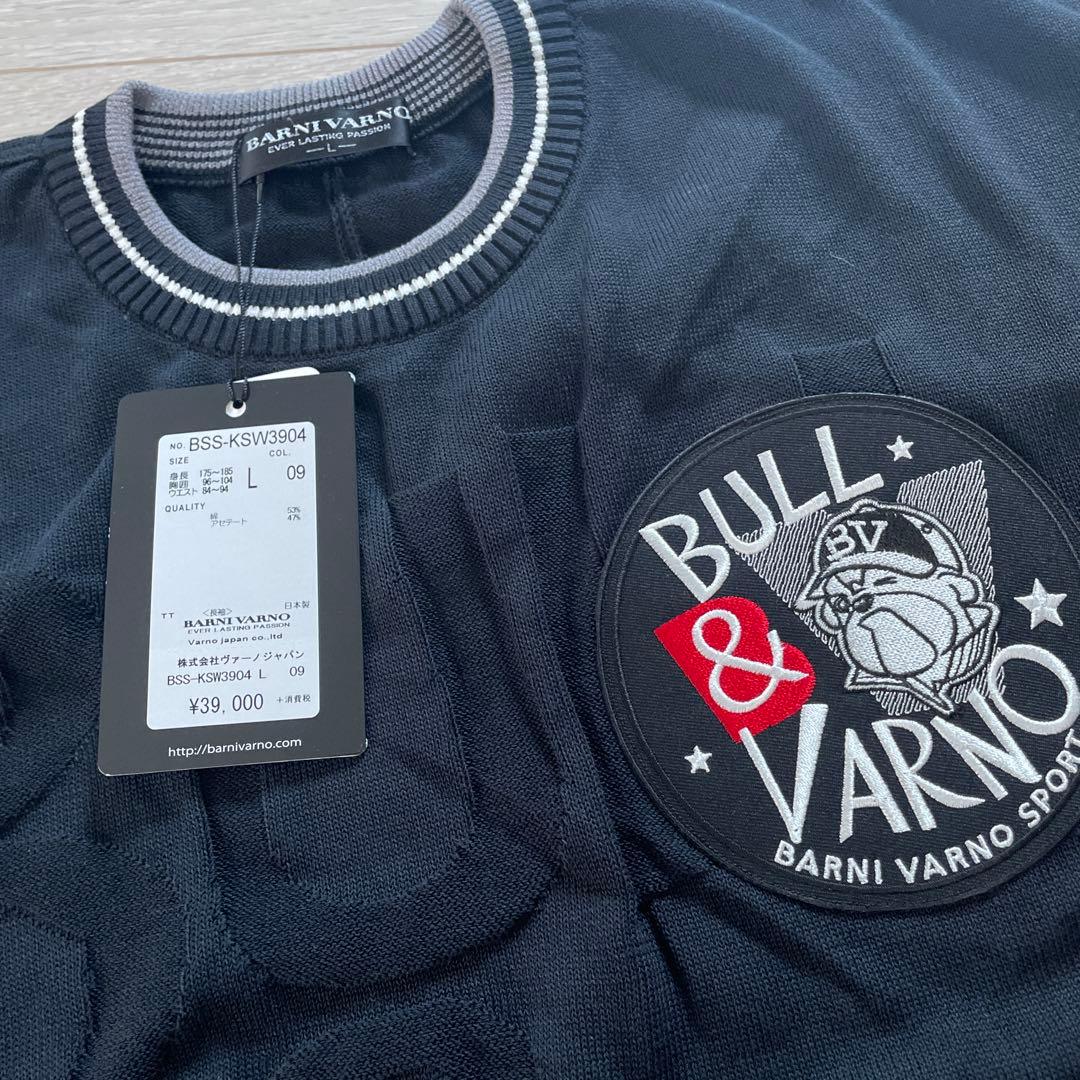 BARNI VARNO
EVER LASTING PASSION
— L —
NO. BSS-KSW3904
SIZE COL.
身長 175〜185
胸囲 96〜104 L 09
ウエスト 84〜94
QUALITY
綿 53%
アセテート 47%
TT <長袖> 日本製
BARNI VARNO
EVER LASTING PASSION
Varno japan co.,ltd
株式会社ヴァーノジャパン
BSS-KSW3904 L 09
¥39,000 +消費税
http://barnivarno.com
BULL
BV
&
VARNO
BARNI VARNO SPORT